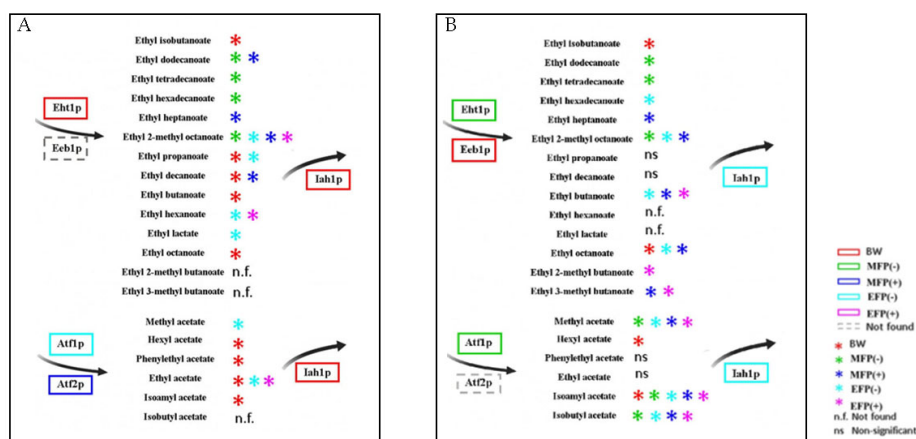 A
Ethyl isobutanoate *
Ethyl dodecanoate * *
Ethyl tetradecanoate *
Ethyl hexadecanoate *
Ethyl heptanoate *
Ethyl 2-methyl octanoate * * * *
Ethyl propanoate * *
Ethyl decanoate * *
Ethyl butanoate *
Ethyl hexanoate * *
Ethyl lactate *
Ethyl octanoate *
Ethyl 2-methyl butanoate n.f.
Ethyl 3-methyl butanoate n.f.
Eht1p
Eeb1p
Iah1p
Methyl acetate *
Hexyl acetate *
Phenylethyl acetate *
Ethyl acetate * * *
Isoamyl acetate *
Isobutyl acetate n.f.
Atf1p
Atf2p
Iah1p
B
Ethyl isobutanoate *
Ethyl dodecanoate *
Ethyl tetradecanoate *
Ethyl hexadecanoate *
Ethyl heptanoate *
Ethyl 2-methyl octanoate * * *
Ethyl propanoate ns
Ethyl decanoate ns
Ethyl butanoate * * *
Ethyl hexanoate n.f.
Ethyl lactate n.f.
Ethyl octanoate * * *
Ethyl 2-methyl butanoate *
Ethyl 3-methyl butanoate * *
Eht1p
Eeb1p
Iah1p
Methyl acetate * * * *
Hexyl acetate *
Phenylethyl acetate ns
Ethyl acetate ns
Isoamyl acetate * * * * *
Isobutyl acetate * * * *
Atf1p
Atf2p
Iah1p
BW
MFP(-)
MFP(+)
EFP(-)
EFP(+)
Not found
* BW
* MFP(-)
* MFP(+)
* EFP(-)
* EFP(+)
n.f. Not found
ns Non-significant